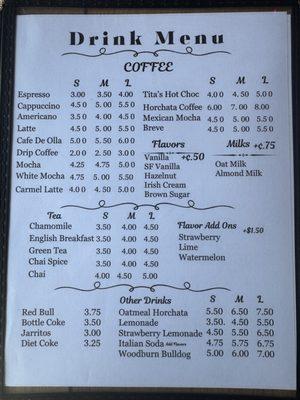 Drink Menu
COFFEE
S M L
Espresso 3.00 3.50 4.00
Cappuccino 4.50 5.00 5.50
Americano 3.50 4.00 4.50
Latte 4.50 5.00 5.50
Cafe De Olla 5.00 5.50 6.00
Drip Coffee 2.00 2.50 3.00
Mocha 4.25 4.75 5.00
White Mocha 4.75 5.00 5.50
Carmel Latte 4.00 4.50 5.00
S M L
Tita's Hot Choc 4.00 4.50 5.00
Horchata Coffee 6.00 7.00 8.00
Mexican Mocha 4.50 5.00 5.50
Breve 4.50 5.00 5.50
Flavors +¢.50
Vanilla
SF Vanilla
Hazelnut
Irish Cream
Brown Sugar
Milks +¢.75
Oat Milk
Almond Milk
Tea S M L
Chamomile 3.50 4.00 4.50
English Breakfast 3.50 4.00 4.50
Green Tea 3.50 4.00 4.50
Chai Spice 3.50 4.00 4.50
Chai 4.00 4.50 5.00
Flavor Add Ons +$1.50
Strawberry
Lime
Watermelon
Other Drinks S M L
Red Bull 3.75
Bottle Coke 3.50
Jarritos 3.00
Diet Coke 3.25
Oatmeal Horchata 5.50 6.50 7.50
Lemonade 3.50. 4.50 5.50
Strawberry Lemonade 4.50 5.50 6.50
Italian Soda Add Flavors 4.75 5.75 6.75
Woodburn Bulldog 5.00 6.00 7.00